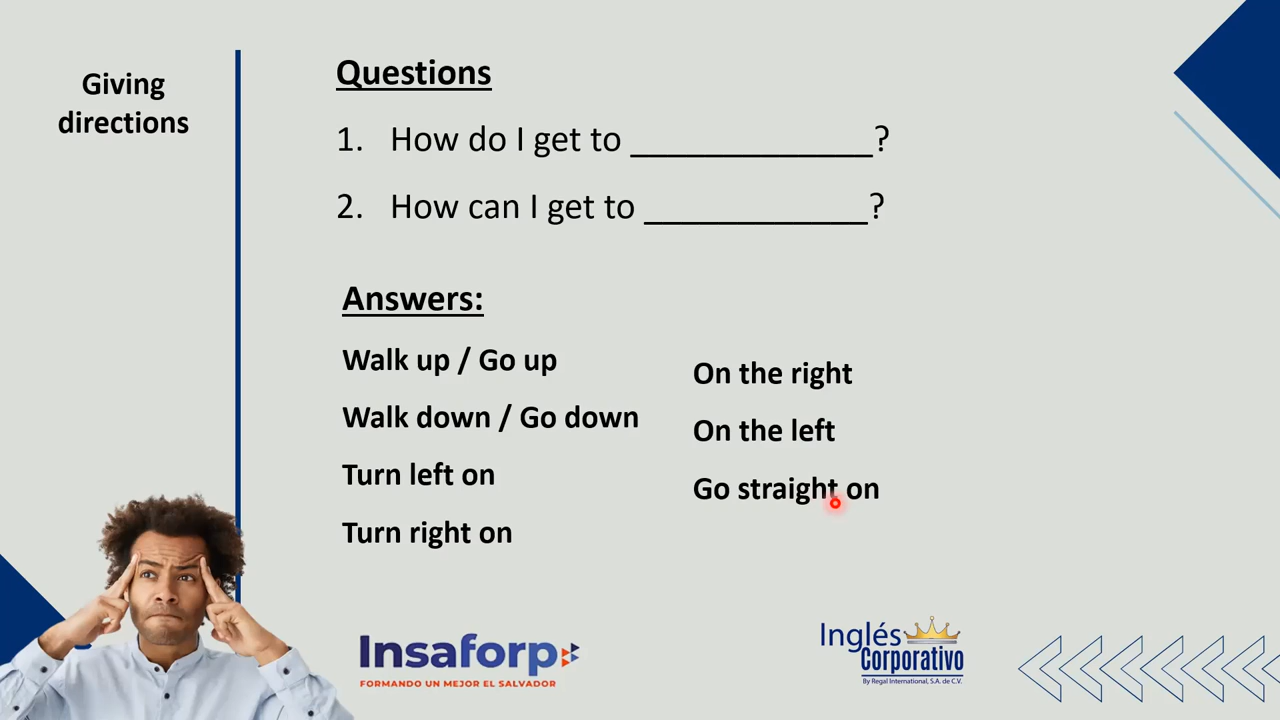 Giving
directions
Questions
1. How do I get to _____________?
2. How can I get to ____________?
Answers:
Walk up / Go up
Walk down / Go down
Turn left on
Turn right on
On the right
On the left
Go straight on
Insaforp
FORMANDO UN MEJOR EL SALVADOR
Inglés
Corporativo
By Regal International, S.A. de C.V.